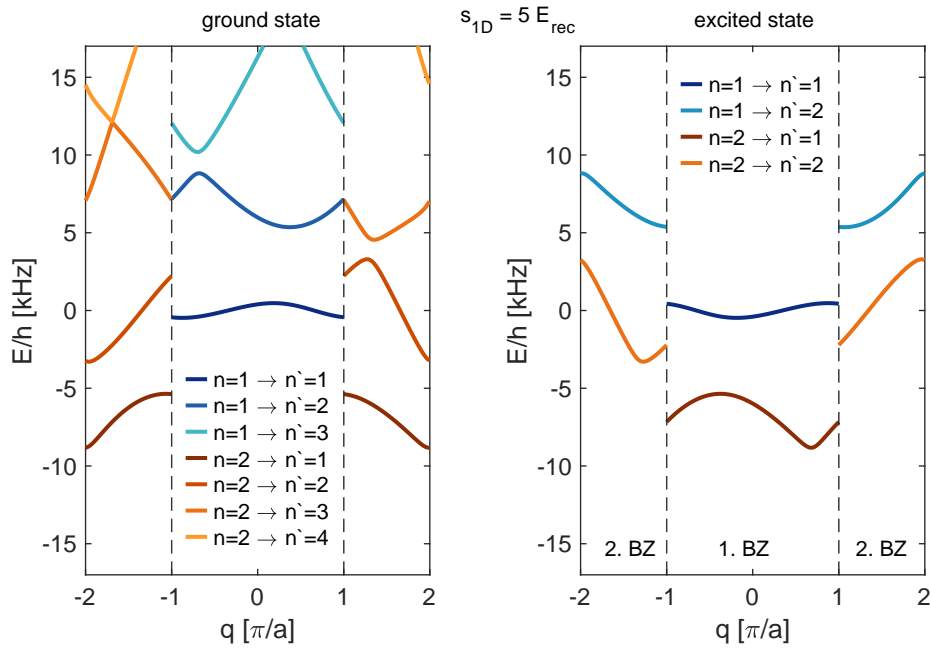 ground state
s_1D = 5 E_rec
excited state
E/h [kHz]
15
10
5
0
-5
-10
-15
n=1 → n`=1
n=1 → n`=2
n=1 → n`=3
n=2 → n`=1
n=2 → n`=2
n=2 → n`=3
n=2 → n`=4
-2
-1
0
1
2
q [π/a]
E/h [kHz]
15
10
5
0
-5
-10
-15
n=1 → n`=1
n=1 → n`=2
n=2 → n`=1
n=2 → n`=2
2. BZ
1. BZ
2. BZ
-2
-1
0
1
2
q [π/a]